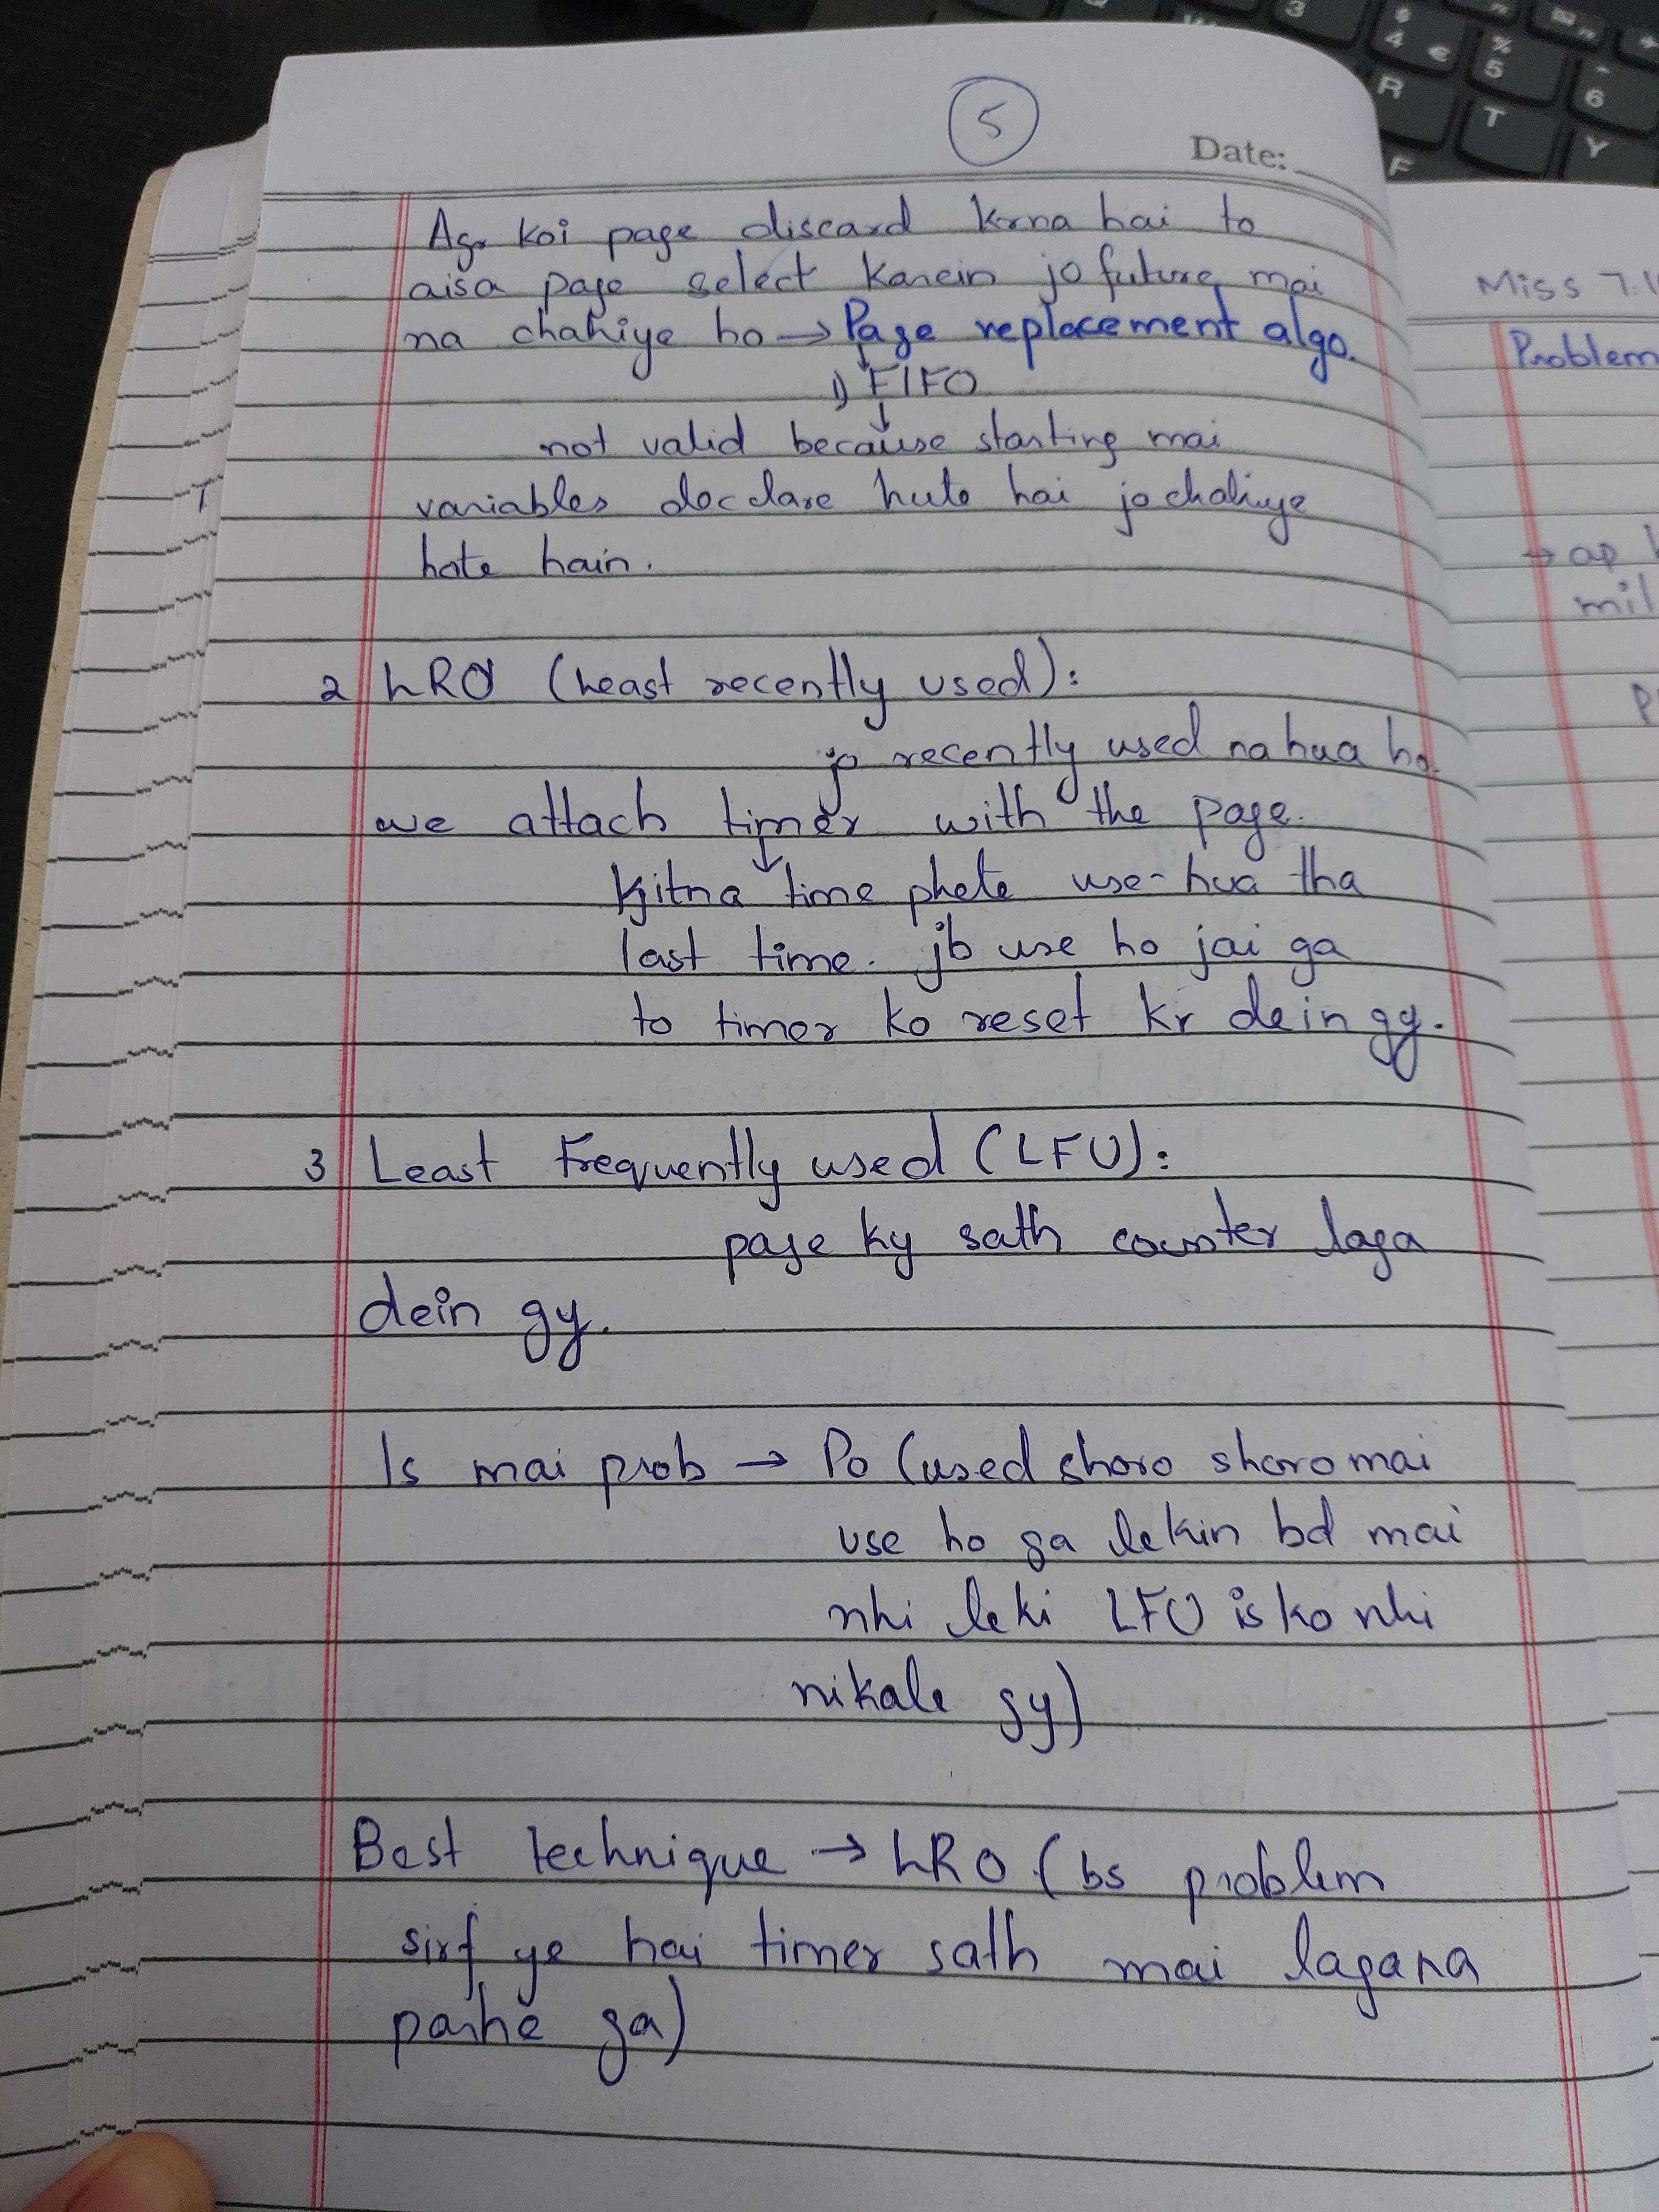 5
Date:
Agr koi page discard krna hai to
aisa page select karein jo future mai
na chahiye ho → Page replacement algo.
1) FIFO
not valid because starting mai
variables declare hute hai jo chahiye
hote hain.
2 LRU (Least recently used):
jo recently used na hua ho.
we attach timer with the page.
Kitna time phele use-hua tha
last time. jb use ho jai ga
to timer ko reset kr dein gy.
3 Least Frequently used (LFU):
page ky sath counter laga
dein gy.
Is mai prob → Po (used shoro shoro mai
use ho ga lekin bd mai
nhi leki LFU is ko nhi
nikale gy)
Best technique → LRU (bs problem
sirf ye hai timer sath mai lagana
parhe ga)
Problem
→ ap
mil
3
$
4 €
%
5
6
R
T
Y
F